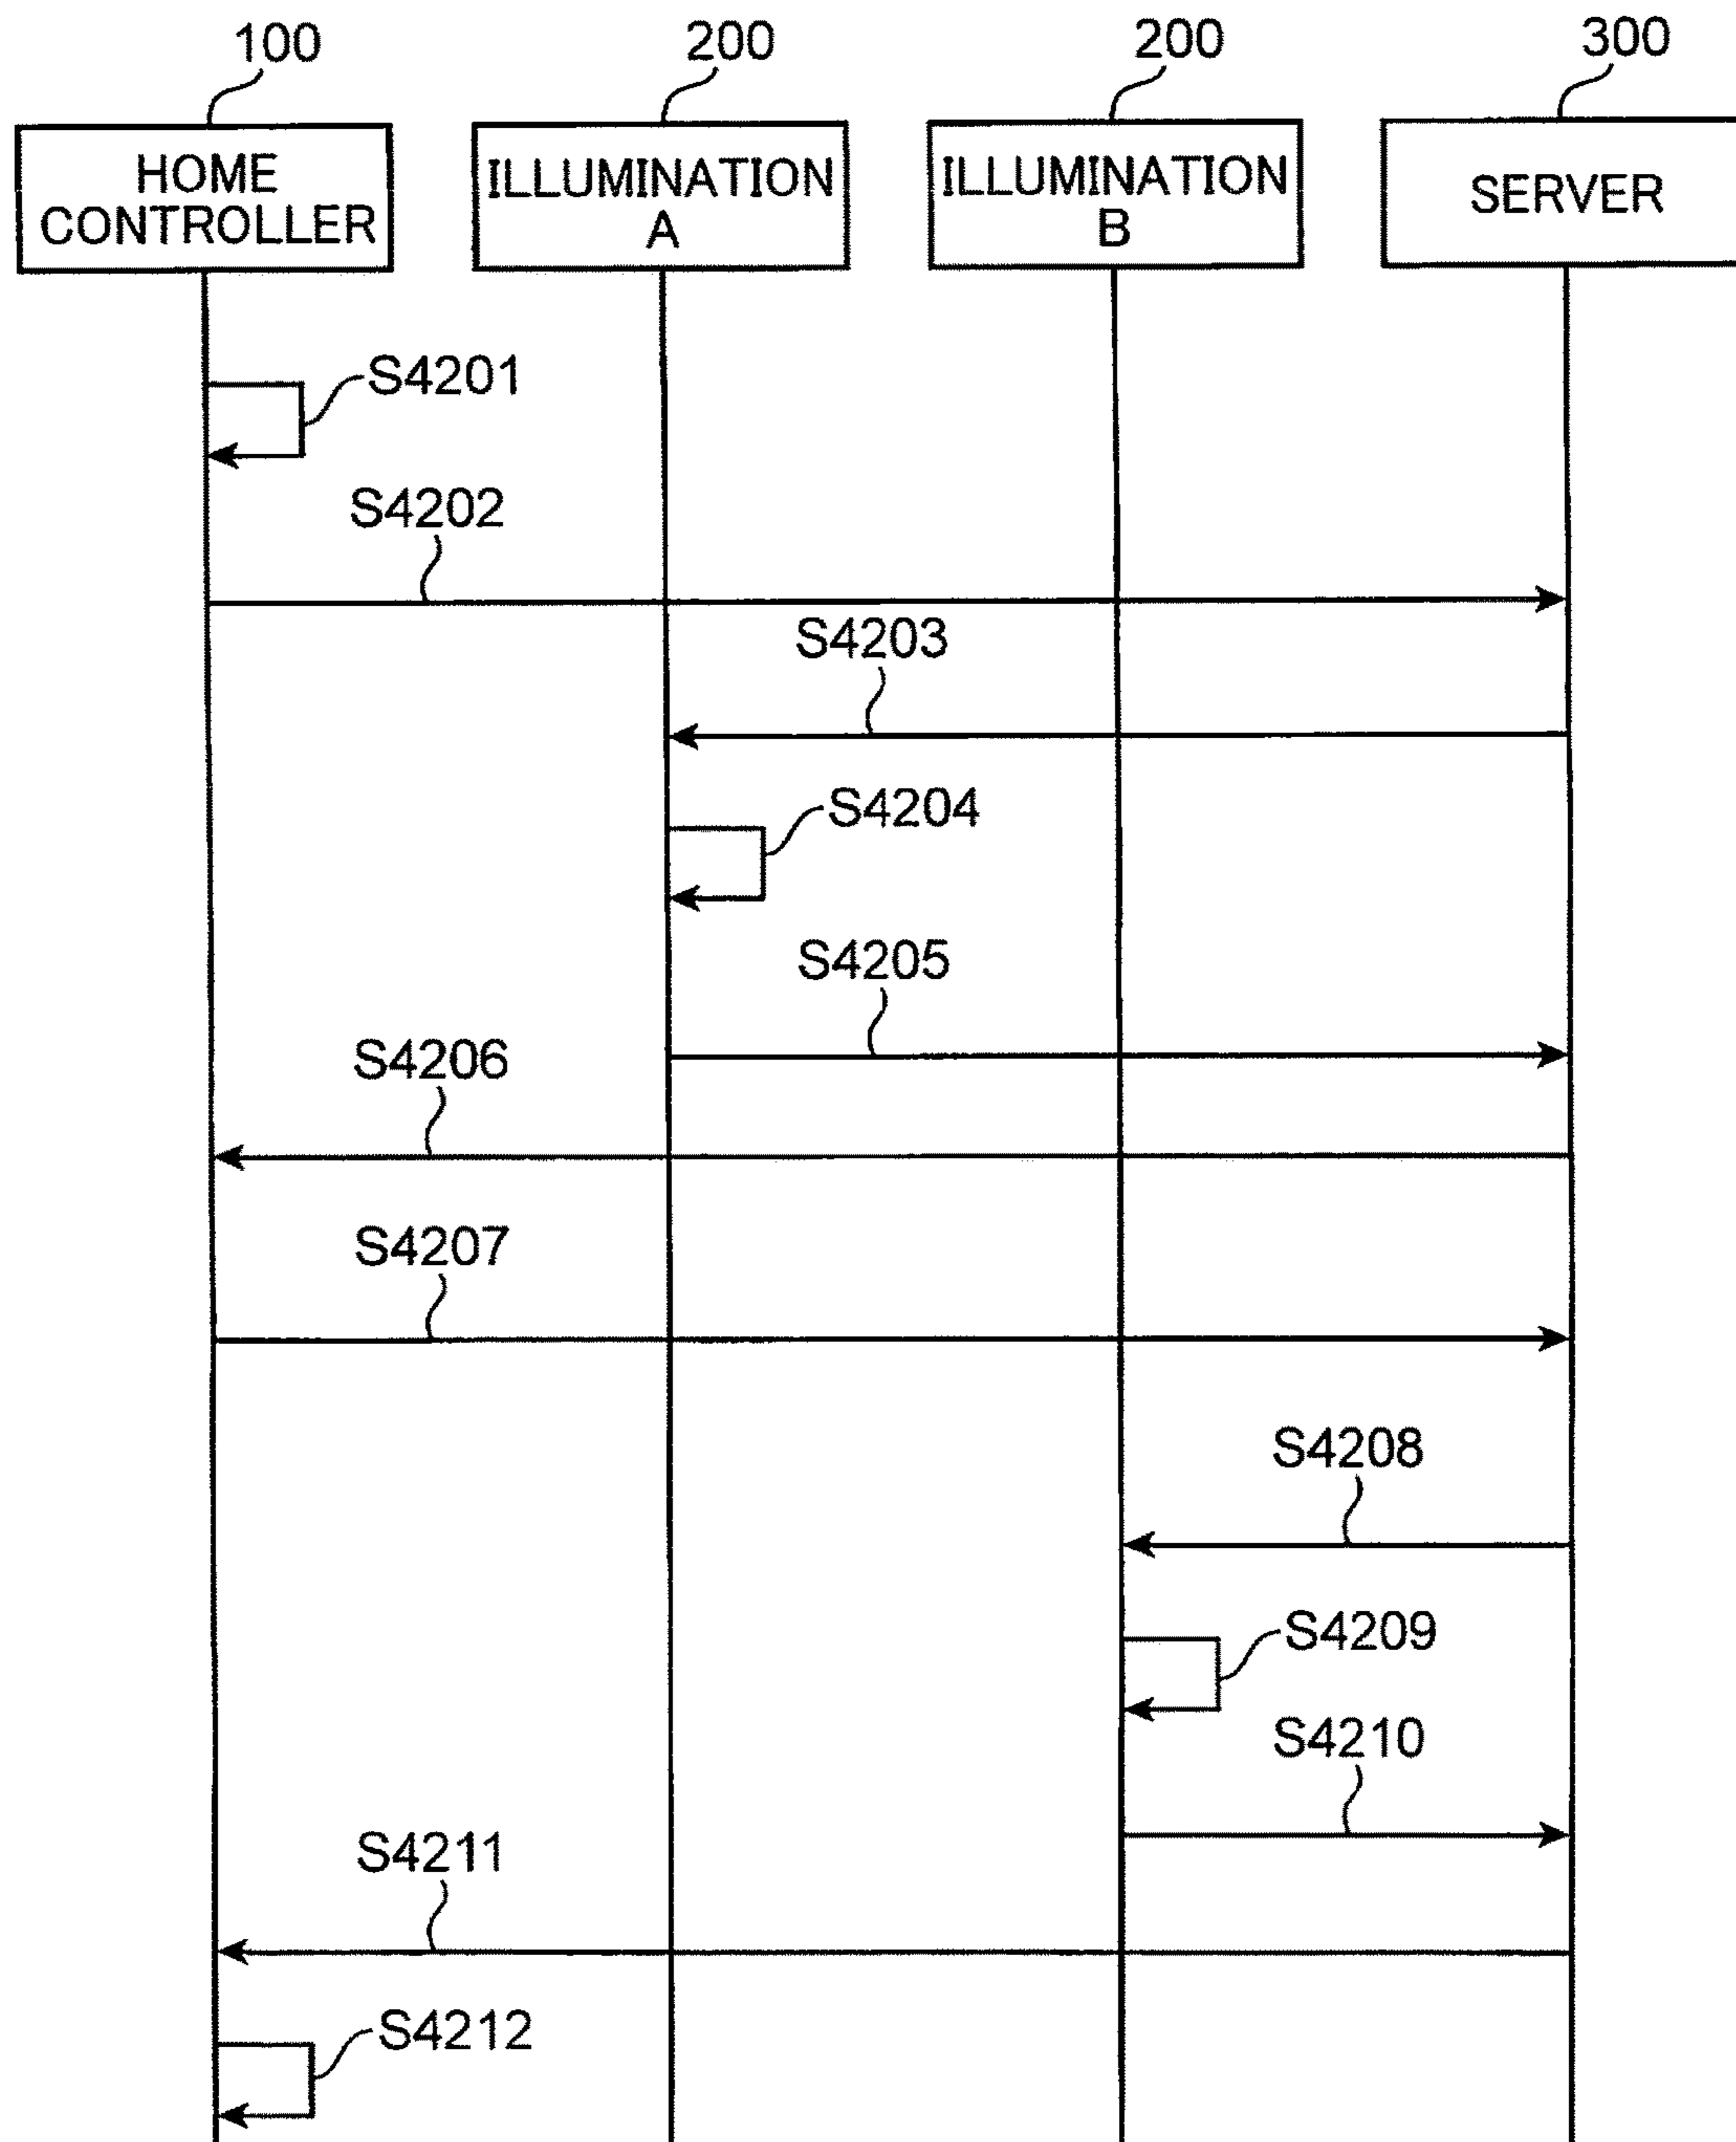 100
200
200
300
HOME
CONTROLLER
ILLUMINATION
A
ILLUMINATION
B
SERVER
S4201
S4202
S4203
S4204
S4205
S4206
S4207
S4208
S4209
S4210
S4211
S4212